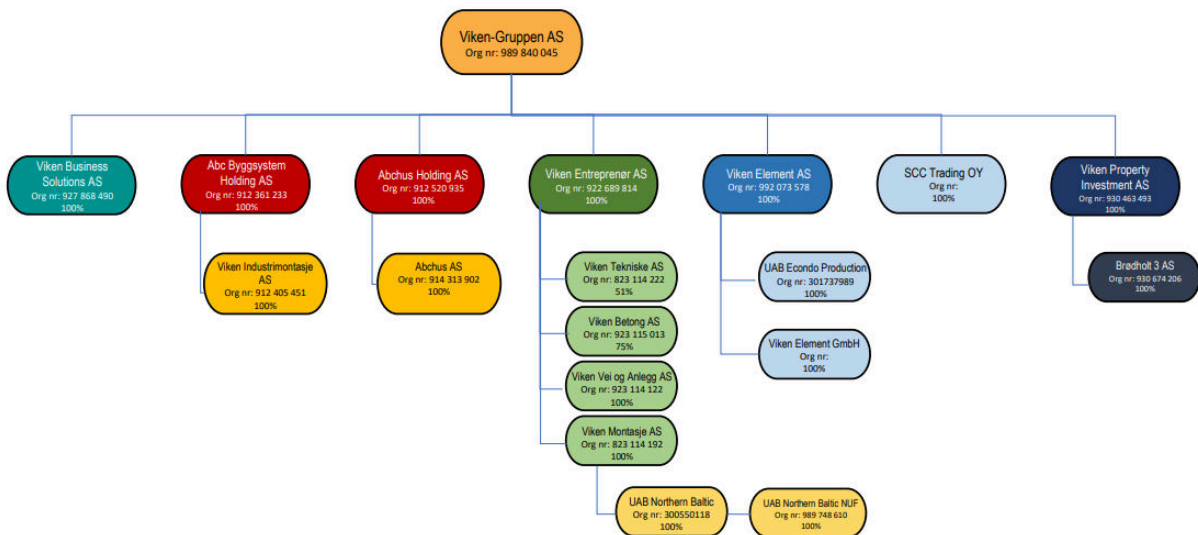 Viken-Gruppen AS
Org nr: 989 840 045
Viken Business
Solutions AS
Org nr: 927 868 490
100%
Abc Byggsystem
Holding AS
Org nr: 912 361 233
100%
Abchus Holding AS
Org nr: 912 520 935
100%
Viken Entreprenør AS
Org nr: 922 689 814
100%
Viken Element AS
Org nr: 992 073 578
100%
SCC Trading OY
Org nr:
100%
Viken Property
Investment AS
Org nr: 930 463 493
100%
Viken Industrimontasje
AS
Org nr: 912 405 451
100%
Abchus AS
Org nr: 914 313 902
100%
Viken Tekniske AS
Org nr: 823 114 222
51%
Viken Betong AS
Org nr: 923 115 013
75%
Viken Vei og Anlegg AS
Org nr: 923 114 122
100%
Viken Montasje AS
Org nr: 823 114 192
100%
UAB Northern Baltic
Org nr: 300550118
100%
UAB Northern Baltic NUF
Org nr: 989 748 610
100%
UAB Econdo Production
Org nr: 301737989
100%
Viken Element GmbH
Org nr:
100%
Brødholt 3 AS
Org nr: 930 674 206
100%